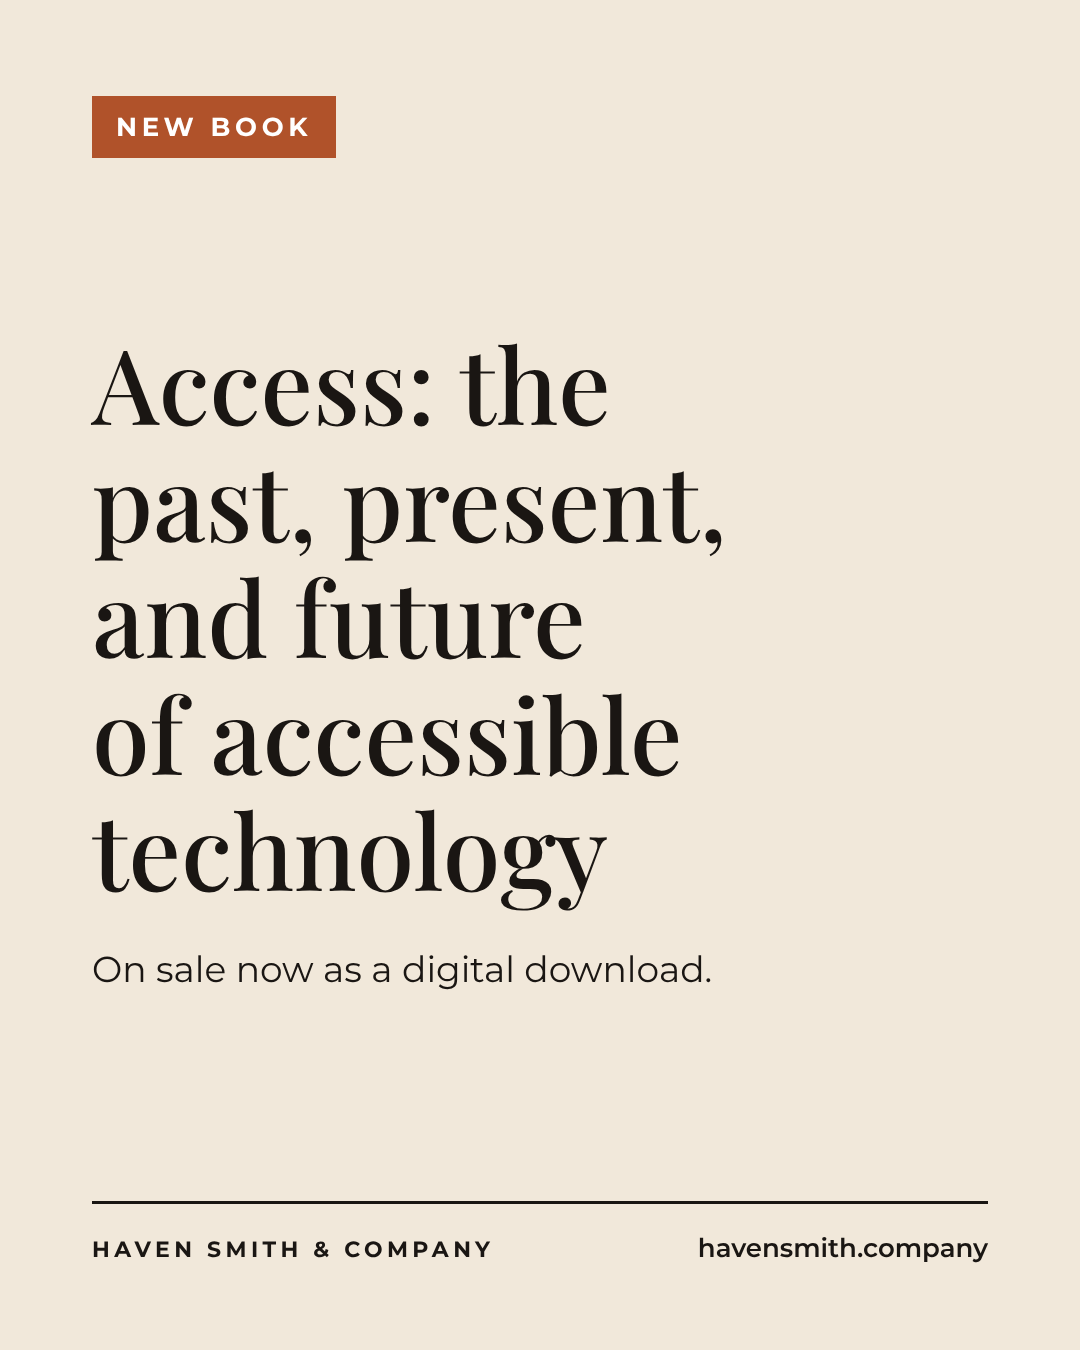 NEW BOOK
Access: the
past, present,
and future
of accessible
technology
On sale now as a digital download.
HAVEN SMITH & COMPANY
havensmith.company